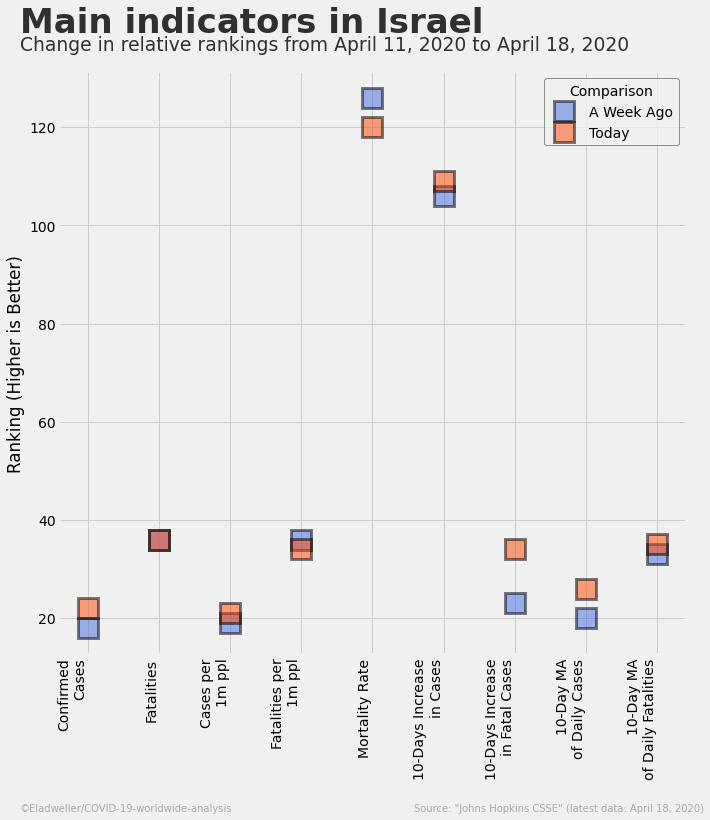 Main indicators in Israel
Change in relative rankings from April 11, 2020 to April 18, 2020
Comparison
A Week Ago
Today
Ranking (Higher is Better)
120
100
80
60
40
20
Confirmed
Cases
Fatalities
Cases per
1m ppl
Fatalities per
1m ppl
Mortality Rate
10-Days Increase
in Cases
10-Days Increase
in Fatal Cases
10-Day MA
of Daily Cases
10-Day MA
of Daily Fatalities
©Eladweller/COVID-19-worldwide-analysis
Source: "Johns Hopkins CSSE" (latest data: April 18, 2020)